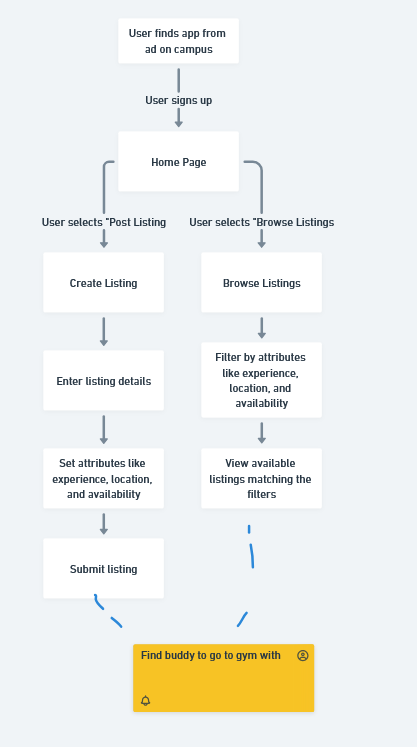 User finds app from
ad on campus
User signs up
Home Page
User selects "Post Listing
User selects "Browse Listings
Create Listing
Browse Listings
Enter listing details
Filter by attributes
like experience,
location, and
availability
Set attributes like
experience, location,
and availability
View available
listings matching the
filters
Submit listing
Find buddy to go to gym with